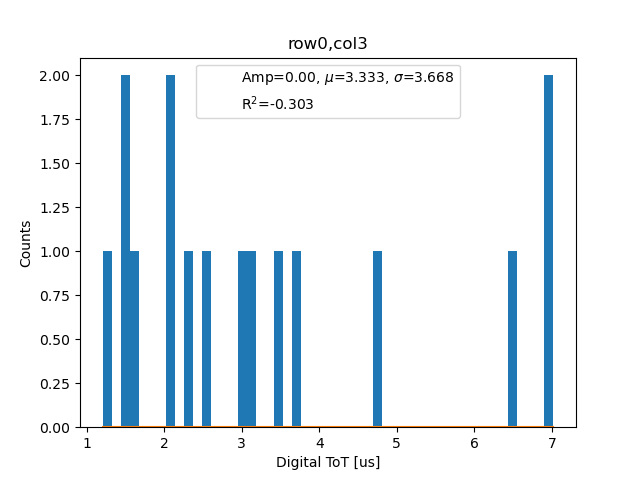 row0,col3
Amp=0.00, μ=3.333, σ=3.668
R²=-0.303
2.00
1.75
1.50
1.25
1.00
0.75
0.50
0.25
0.00
Counts
1 2 3 4 5 6 7
Digital ToT [us]